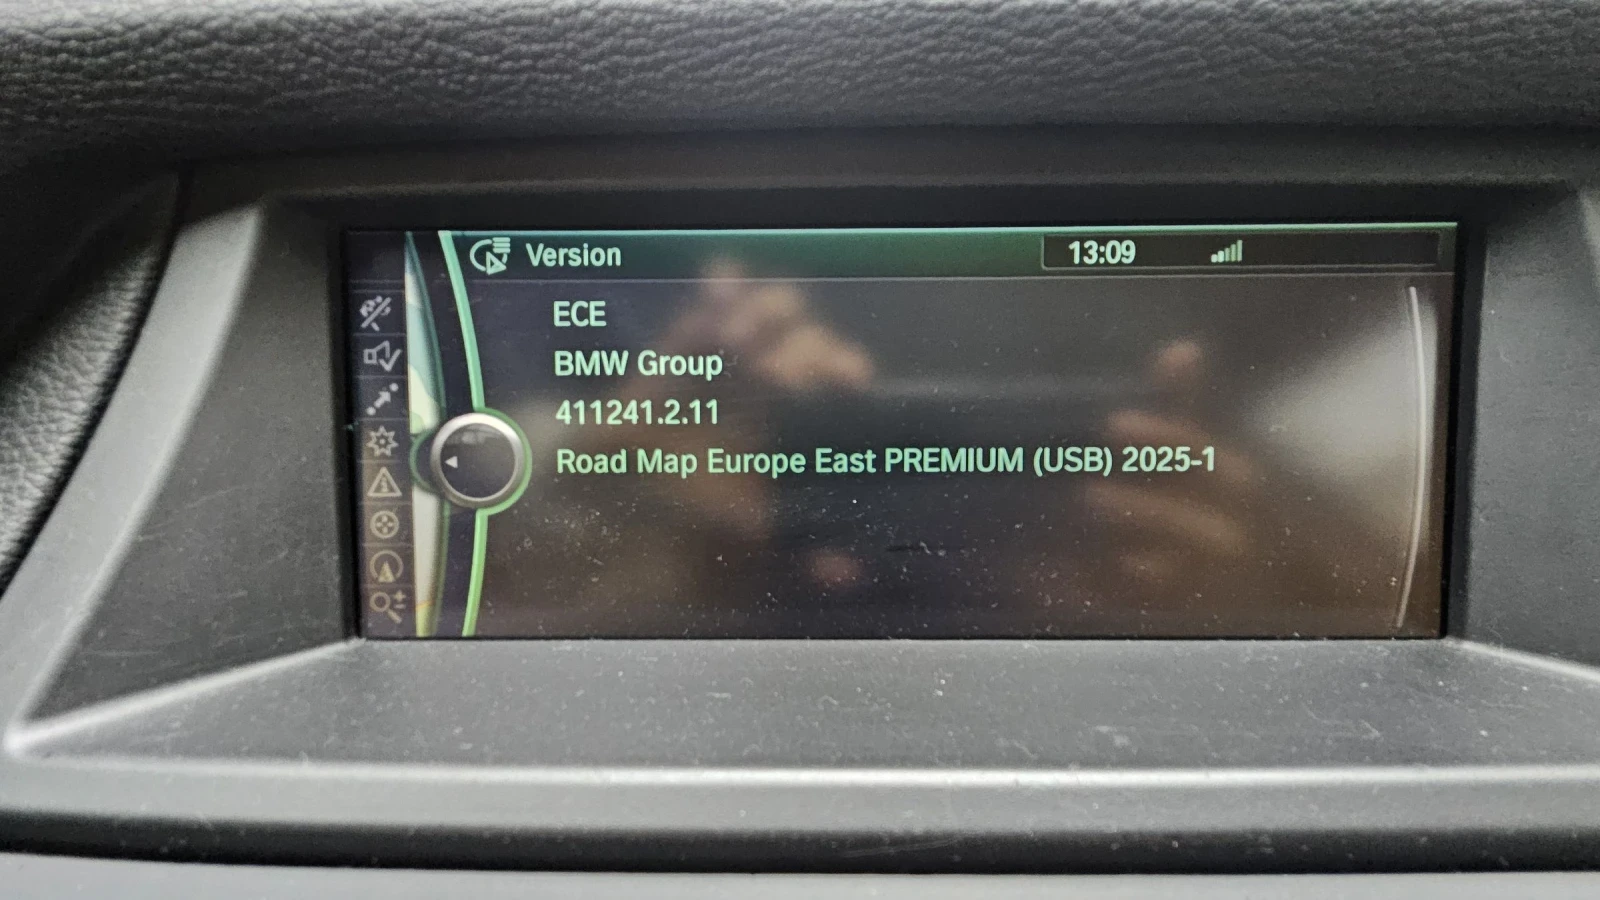 Version
13:09
ECE
BMW Group
411241.2.11
Road Map Europe East PREMIUM (USB) 2025-1